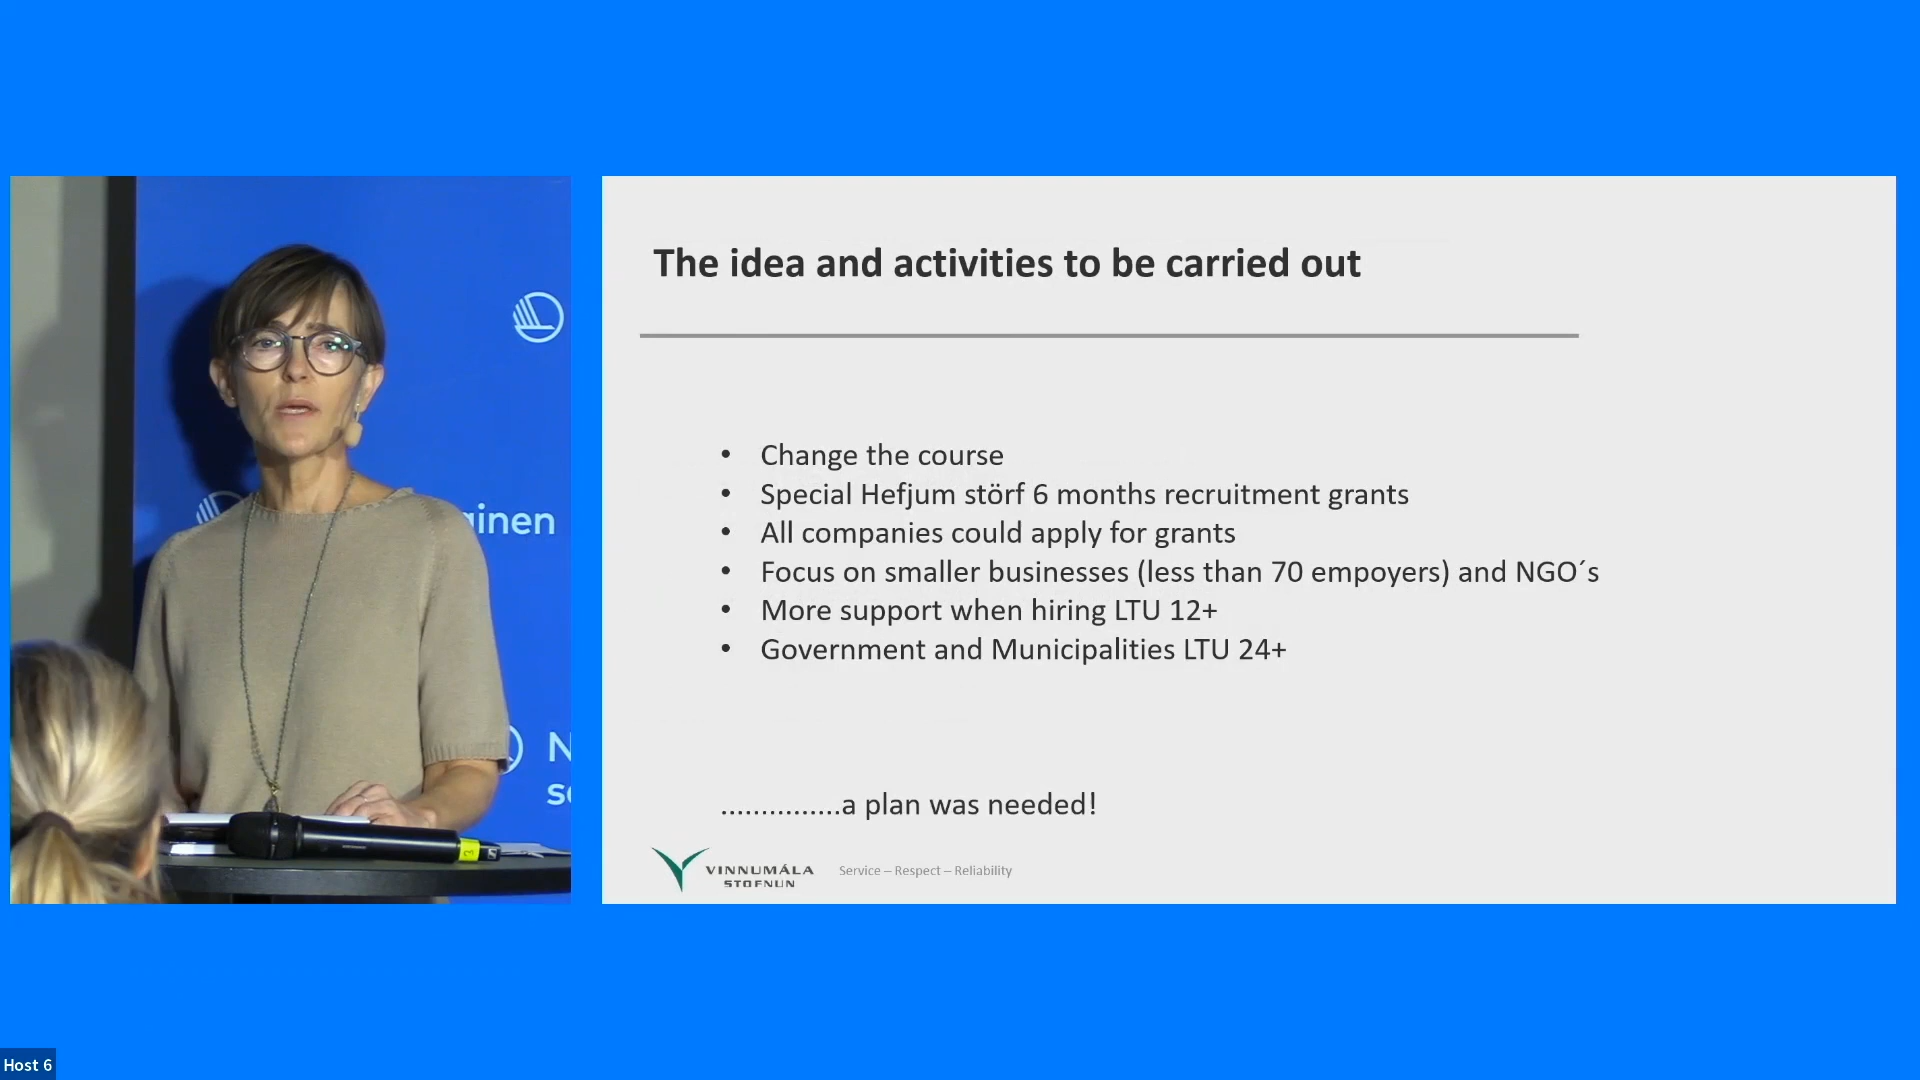 ainen
N
The idea and activities to be carried out
• Change the course
• Special Hefjum störf 6 months recruitment grants
• All companies could apply for grants
• Focus on smaller businesses (less than 70 empoyers) and NGO´s
• More support when hiring LTU 12+
• Government and Municipalities LTU 24+
...............a plan was needed!
VINNUMÁLA
STOFNUN
Service – Respect – Reliability
Host 6